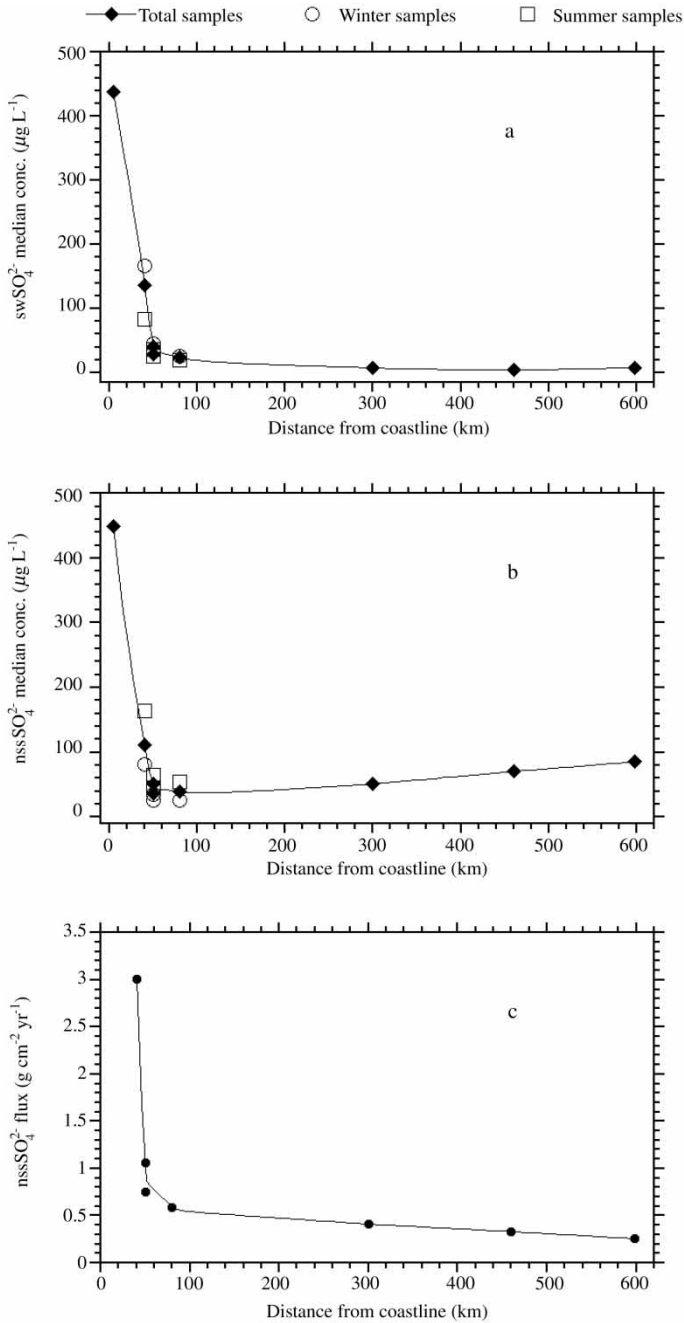 Total samples Winter samples Summer samples
500
400
300
200
100
0
swSO₄²⁻ median conc. (μg L⁻¹)
a
0 100 200 300 400 500 600
Distance from coastline (km)
500
400
300
200
100
0
nssSO₄²⁻ median conc. (μg L⁻¹)
b
0 100 200 300 400 500 600
Distance from coastline (km)
3.5
3
2.5
2
1.5
1
0.5
0
nssSO₄²⁻ flux (g cm⁻² yr⁻¹)
c
0 100 200 300 400 500 600
Distance from coastline (km)